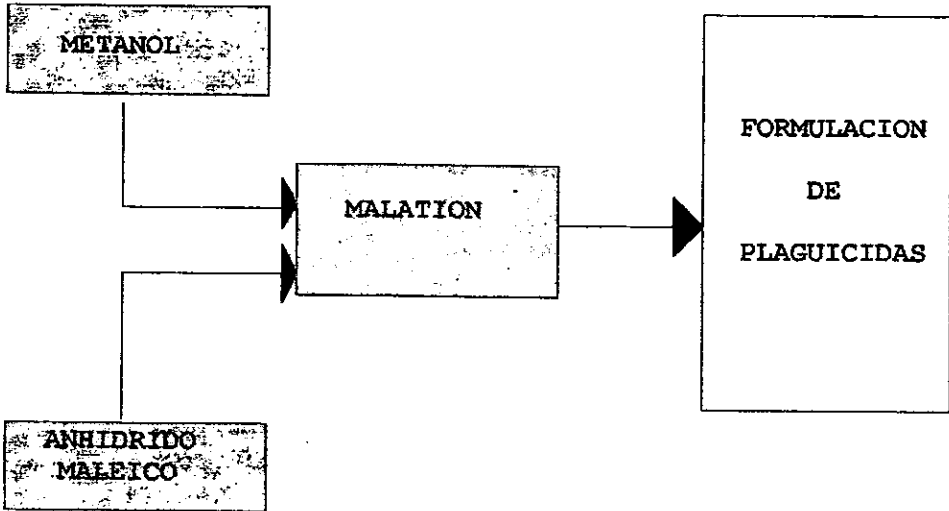 METANOL
MALATION
FORMULACION
DE
PLAGUICIDAS
ANHIDRIDO
MALEICO